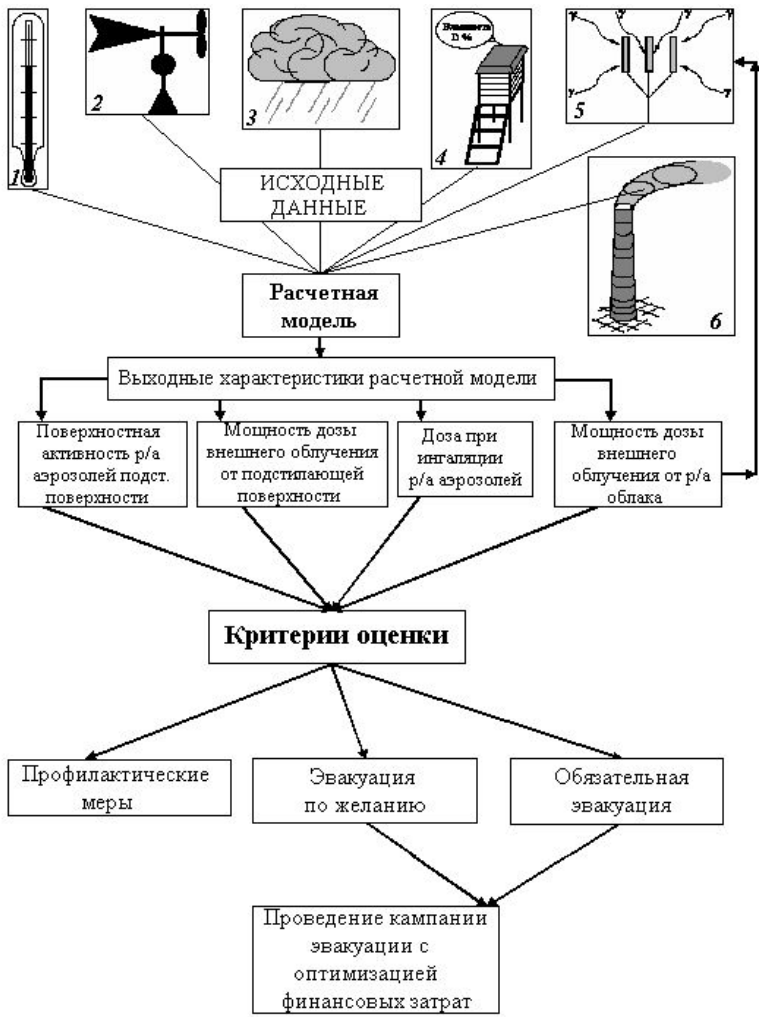 1
2
3
4
Влажность
D %
γ γ γ γ
γ γ
5
ИСХОДНЫЕ
ДАННЫЕ
6
Расчетная
модель
Выходные характеристики расчетной модели
Поверхностная
активность р/а
аэрозолей подст.
поверхности
Мощность дозы
внешнего облучения
от подстилающей
поверхности
Доза при
ингаляции
р/а аэрозолей
Мощность дозы
внешнего
облучения от р/а
облака
Критерии оценки
Профилактические
меры
Эвакуация
по желанию
Обязательная
эвакуация
Проведение кампании
эвакуации с
оптимизацией
финансовых затрат